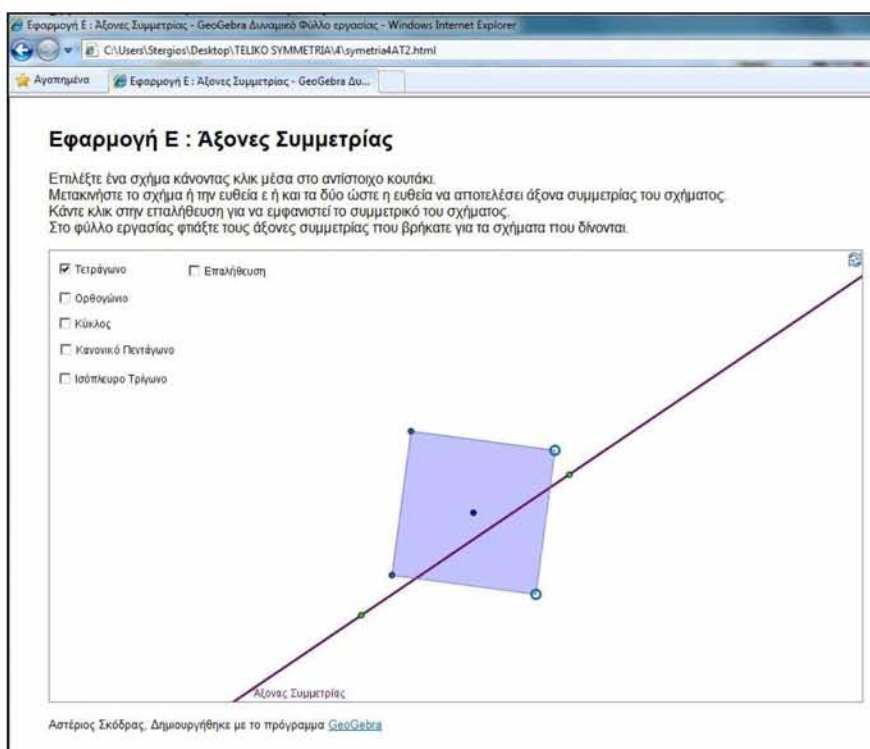 Εφαρμογή Ε : Άξονες Συμμετρίας - GeoGebra Δυναμικό Φύλλο εργασίας - Windows Internet Explorer
C:\Users\Stergios\Desktop\TELIKO SYMMETRIA\4\symetria4AT2.html
Αγαπημένα
Εφαρμογή Ε : Άξονες Συμμετρίας - GeoGebra Δυ...
Εφαρμογή Ε : Άξονες Συμμετρίας
Επιλέξτε ένα σχήμα κάνοντας κλικ μέσα στο αντίστοιχο κουτάκι.
Μετακινήστε το σχήμα ή την ευθεία ε ή και τα δύο ώστε η ευθεία να αποτελέσει άξονα συμμετρίας του σχήματος.
Κάντε κλικ στην επαλήθευση για να εμφανιστεί το συμμετρικό του σχήματος.
Στο φύλλο εργασίας φτιάξτε τους άξονες συμμετρίας που βρήκατε για τα σχήματα που δίνονται.
Τετράγωνο
Επαλήθευση
Ορθογώνιο
Κύκλος
Κανονικό Πεντάγωνο
Ισόπλευρο Τρίγωνο
Άξονας Συμμετρίας
Αστέριος Σκόδρας, Δημιουργήθηκε με το πρόγραμμα GeoGebra